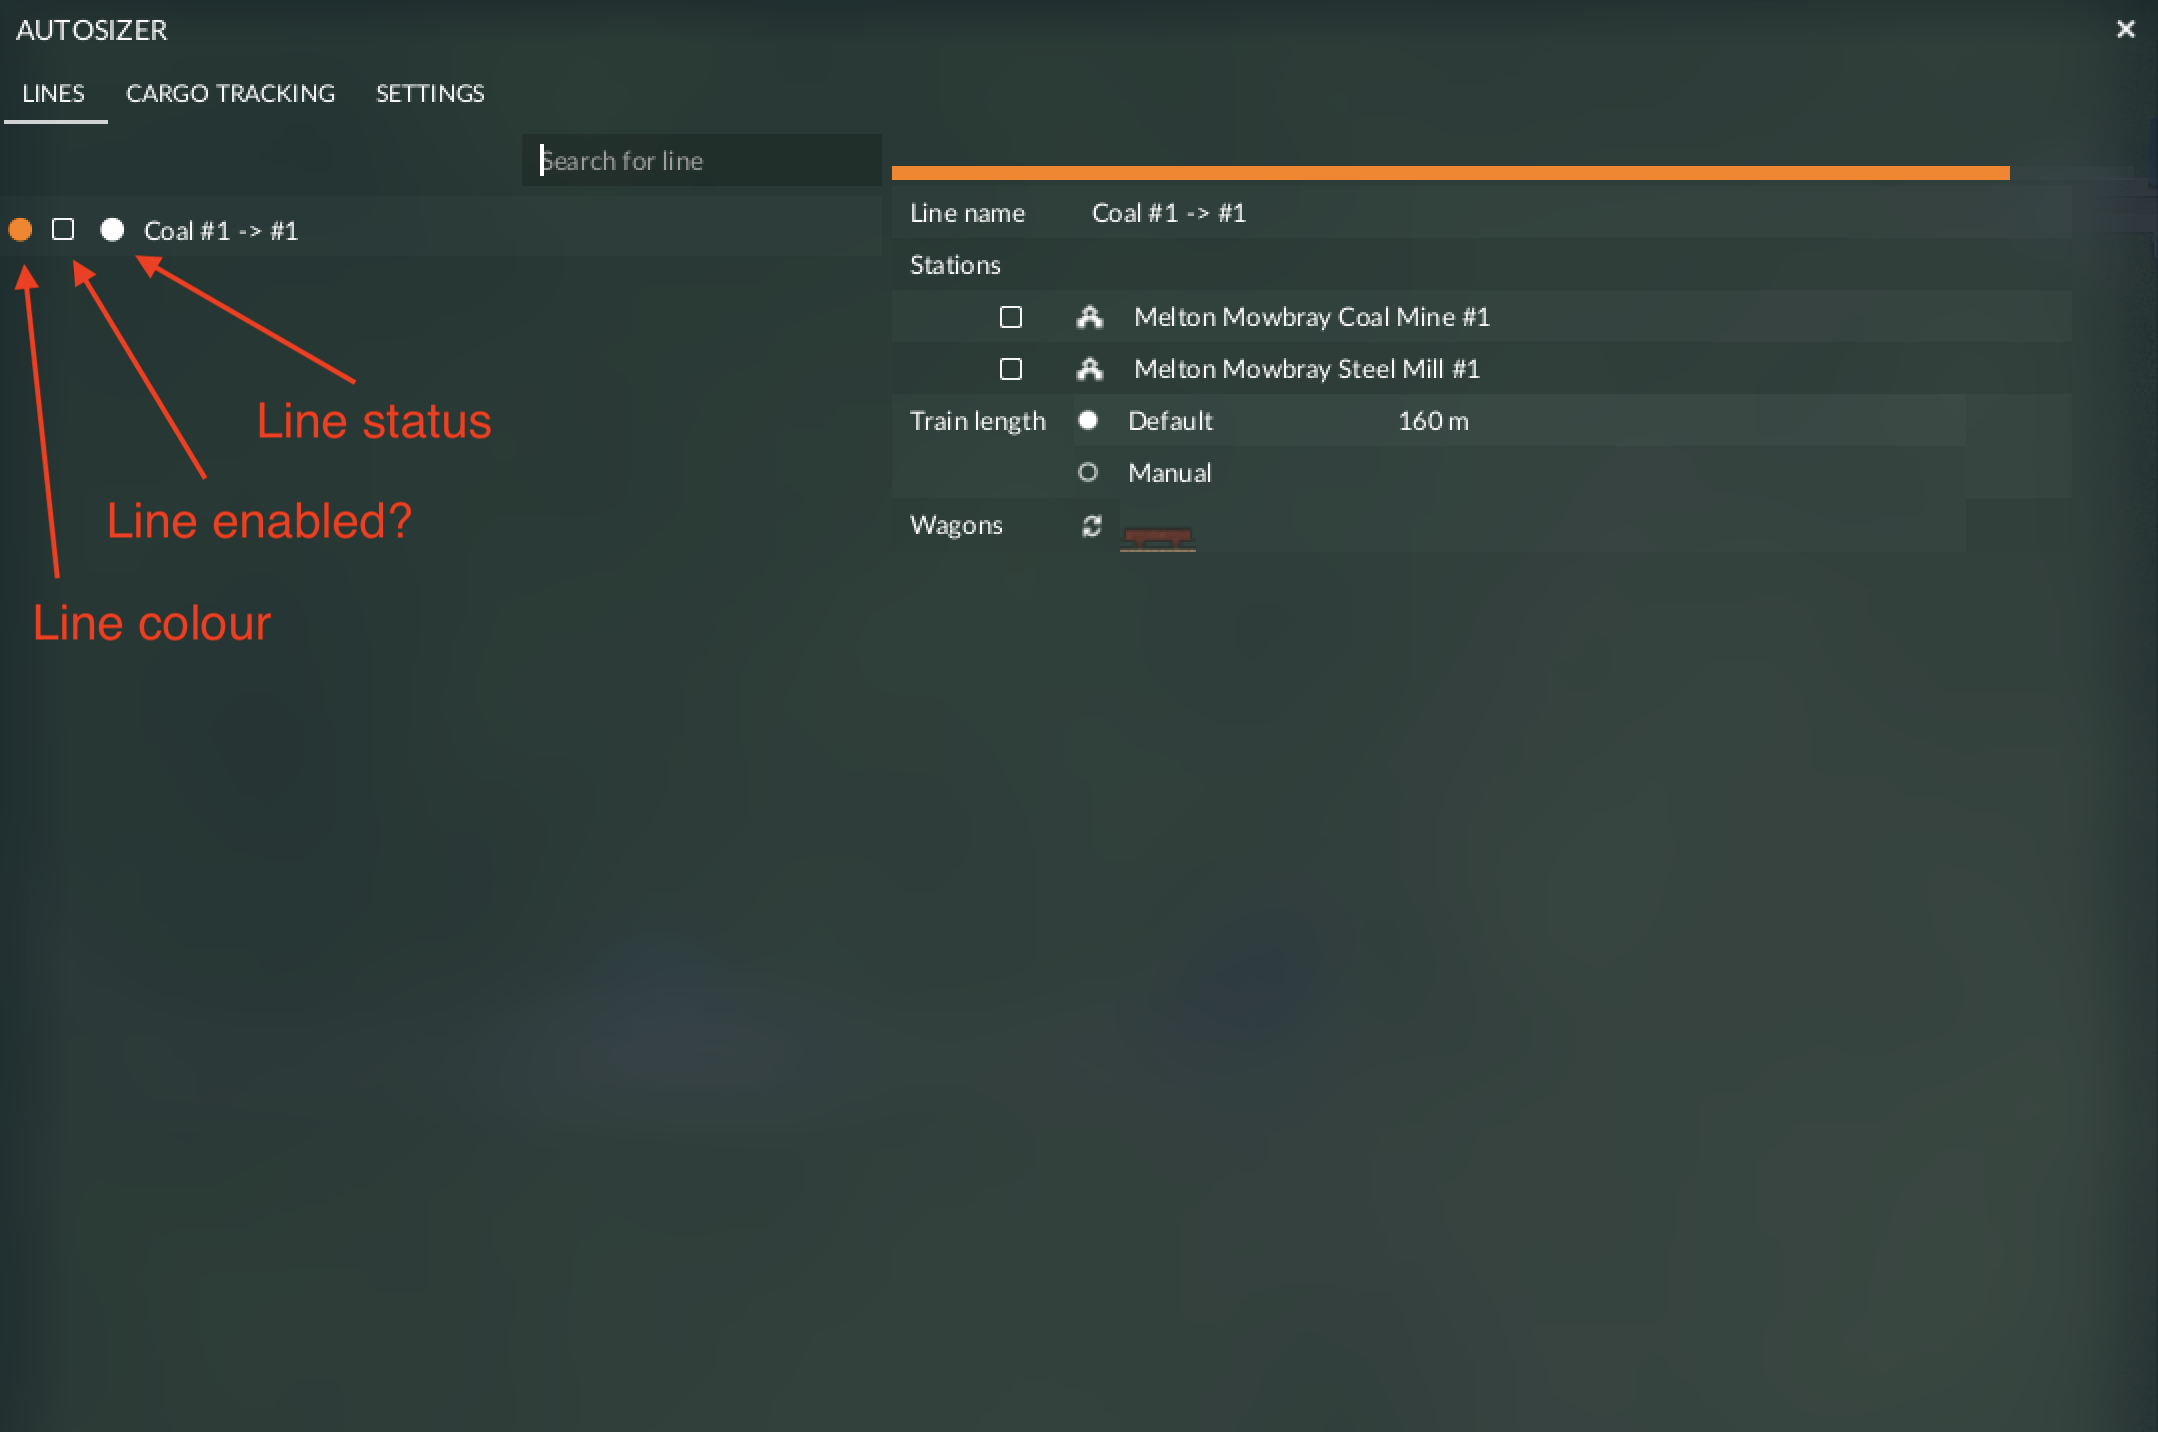 AUTOSIZER
LINES CARGO TRACKING SETTINGS
Search for line
Coal #1 -> #1
Line status
Line enabled?
Line colour
Line name Coal #1 -> #1
Stations
Melton Mowbray Coal Mine #1
Melton Mowbray Steel Mill #1
Train length Default 160 m
Manual
Wagons